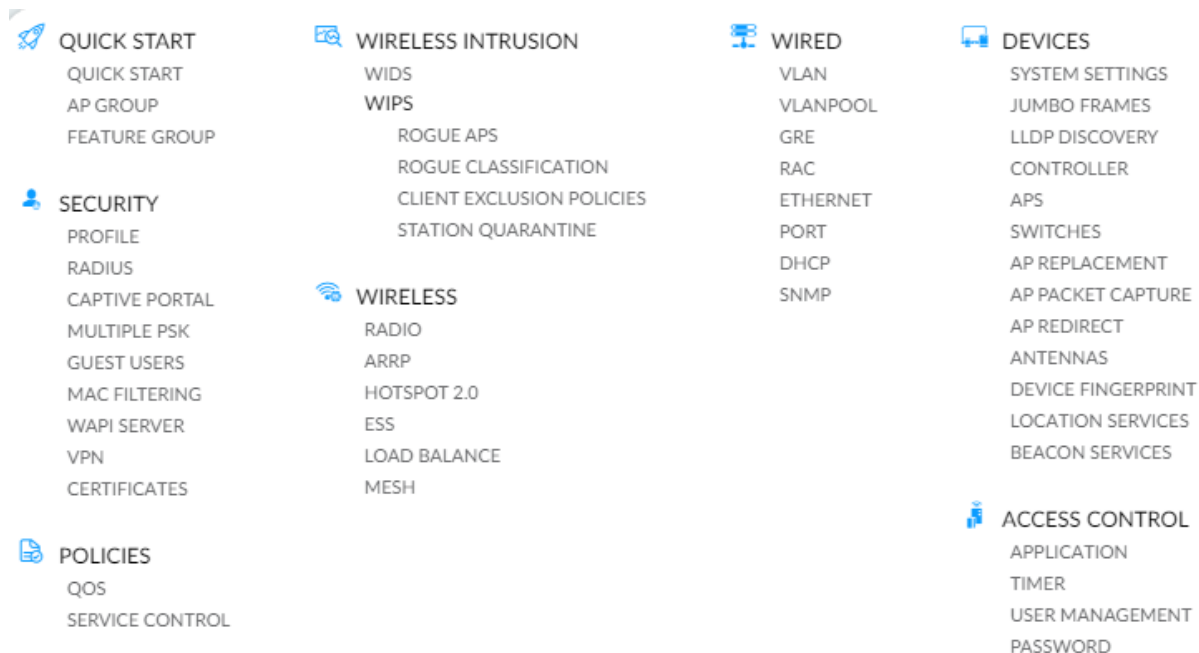 QUICK START
QUICK START
AP GROUP
FEATURE GROUP
SECURITY
PROFILE
RADIUS
CAPTIVE PORTAL
MULTIPLE PSK
GUEST USERS
MAC FILTERING
WAPI SERVER
VPN
CERTIFICATES
POLICIES
QOS
SERVICE CONTROL
WIRELESS INTRUSION
WIDS
WIPS
ROGUE APS
ROGUE CLASSIFICATION
CLIENT EXCLUSION POLICIES
STATION QUARANTINE
WIRELESS
RADIO
ARRP
HOTSPOT 2.0
ESS
LOAD BALANCE
MESH
WIRED
VLAN
VLANPOOL
GRE
RAC
ETHERNET
PORT
DHCP
SNMP
DEVICES
SYSTEM SETTINGS
JUMBO FRAMES
LLDP DISCOVERY
CONTROLLER
APS
SWITCHES
AP REPLACEMENT
AP PACKET CAPTURE
AP REDIRECT
ANTENNAS
DEVICE FINGERPRINT
LOCATION SERVICES
BEACON SERVICES
ACCESS CONTROL
APPLICATION
TIMER
USER MANAGEMENT
PASSWORD